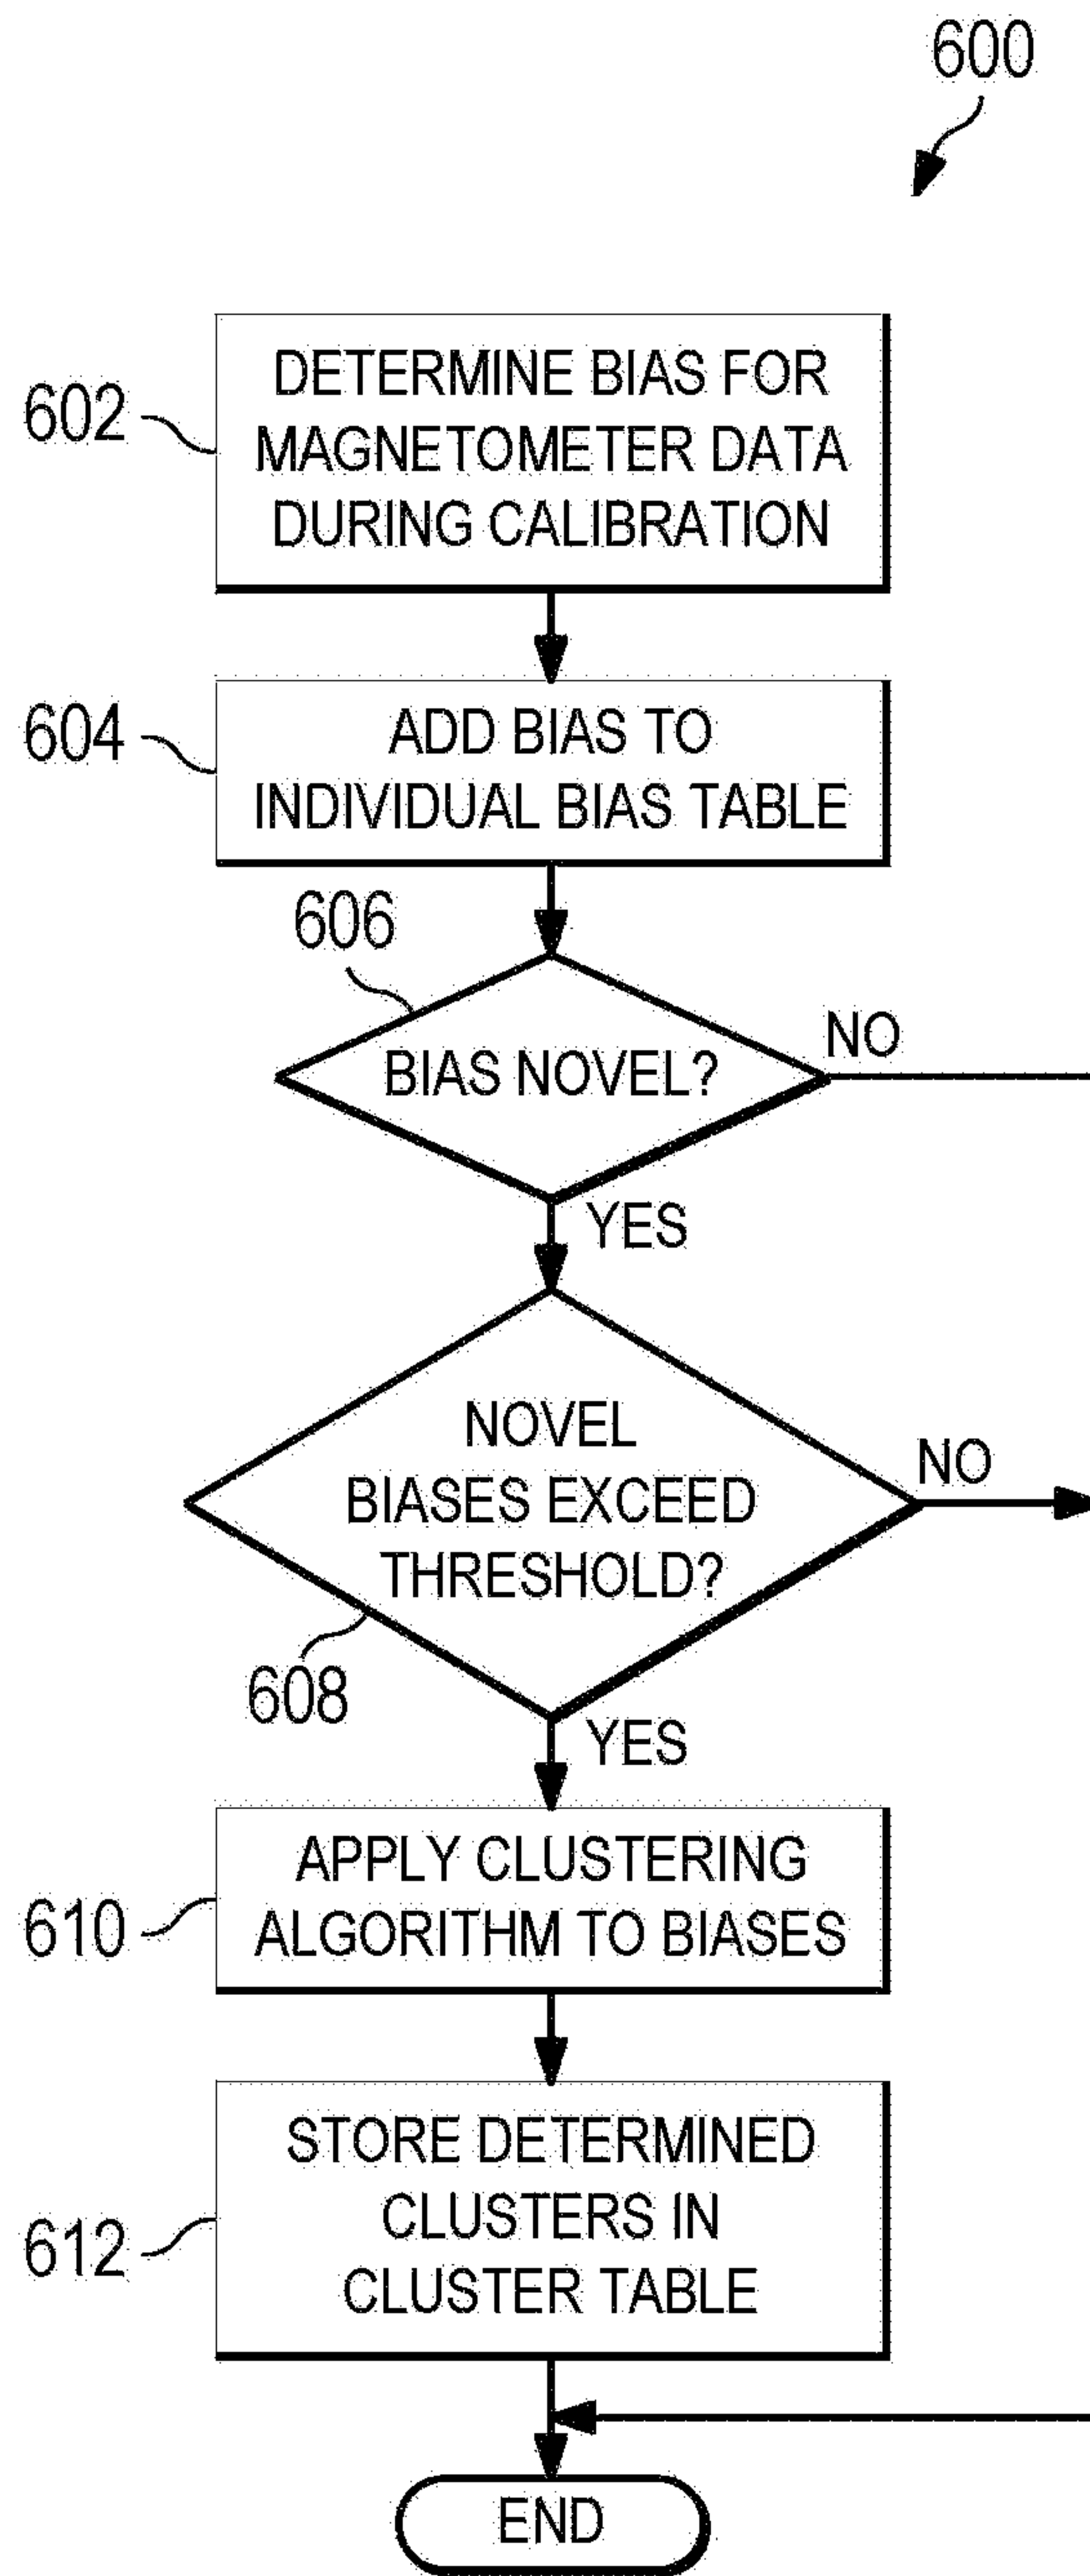 600
602
DETERMINE BIAS FOR
MAGNETOMETER DATA
DURING CALIBRATION
604
ADD BIAS TO
INDIVIDUAL BIAS TABLE
606
BIAS NOVEL?
NO
YES
NOVEL
BIASES EXCEED
THRESHOLD?
NO
608
YES
610
APPLY CLUSTERING
ALGORITHM TO BIASES
612
STORE DETERMINED
CLUSTERS IN
CLUSTER TABLE
END